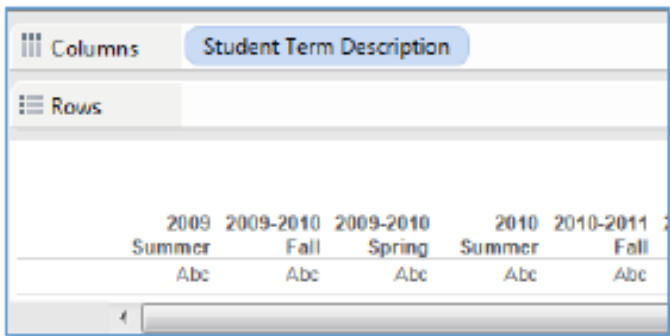 Columns Student Term Description
Rows
2009 2009-2010 2009-2010 2010 2010-2011
Summer Fall Spring Summer Fall
Abc Abc Abc Abc Abc